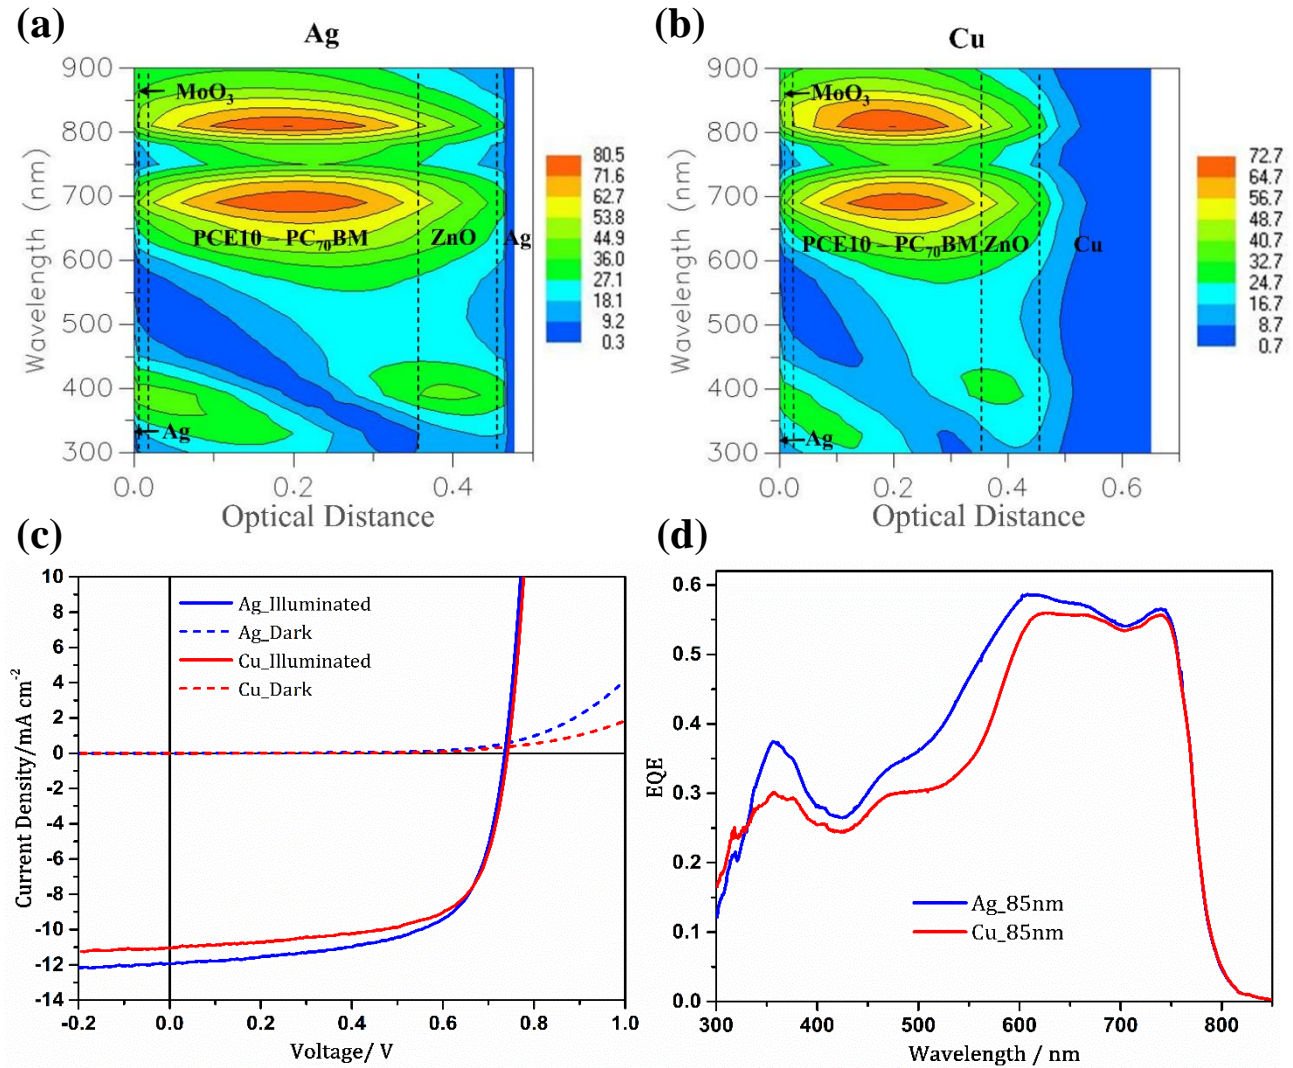 (a)
Ag
900
800
700
600
500
400
300
Wavelength (nm)
MoO₃
PCE10 – PC₇₀BM
ZnO
Ag
Ag
0.0
0.2
0.4
Optical Distance
80.5
71.6
62.7
53.8
44.9
36.0
27.1
18.1
9.2
0.3
(b)
Cu
900
800
700
600
500
400
300
Wavelength (nm)
MoO₃
PCE10 – PC₇₀BM
ZnO
Cu
Ag
0.0
0.2
0.4
0.6
Optical Distance
72.7
64.7
56.7
48.7
40.7
32.7
24.7
16.7
8.7
0.7
(c)
10
8
6
4
2
0
-2
-4
-6
-8
-10
-12
-14
Current Density/mA cm⁻²
Ag_Illuminated
Ag_Dark
Cu_Illuminated
Cu_Dark
-0.2
0.0
0.2
0.4
0.6
0.8
1.0
Voltage/ V
(d)
0.6
0.5
0.4
0.3
0.2
0.1
0.0
EQE
Ag_85nm
Cu_85nm
300
400
500
600
700
800
Wavelength / nm